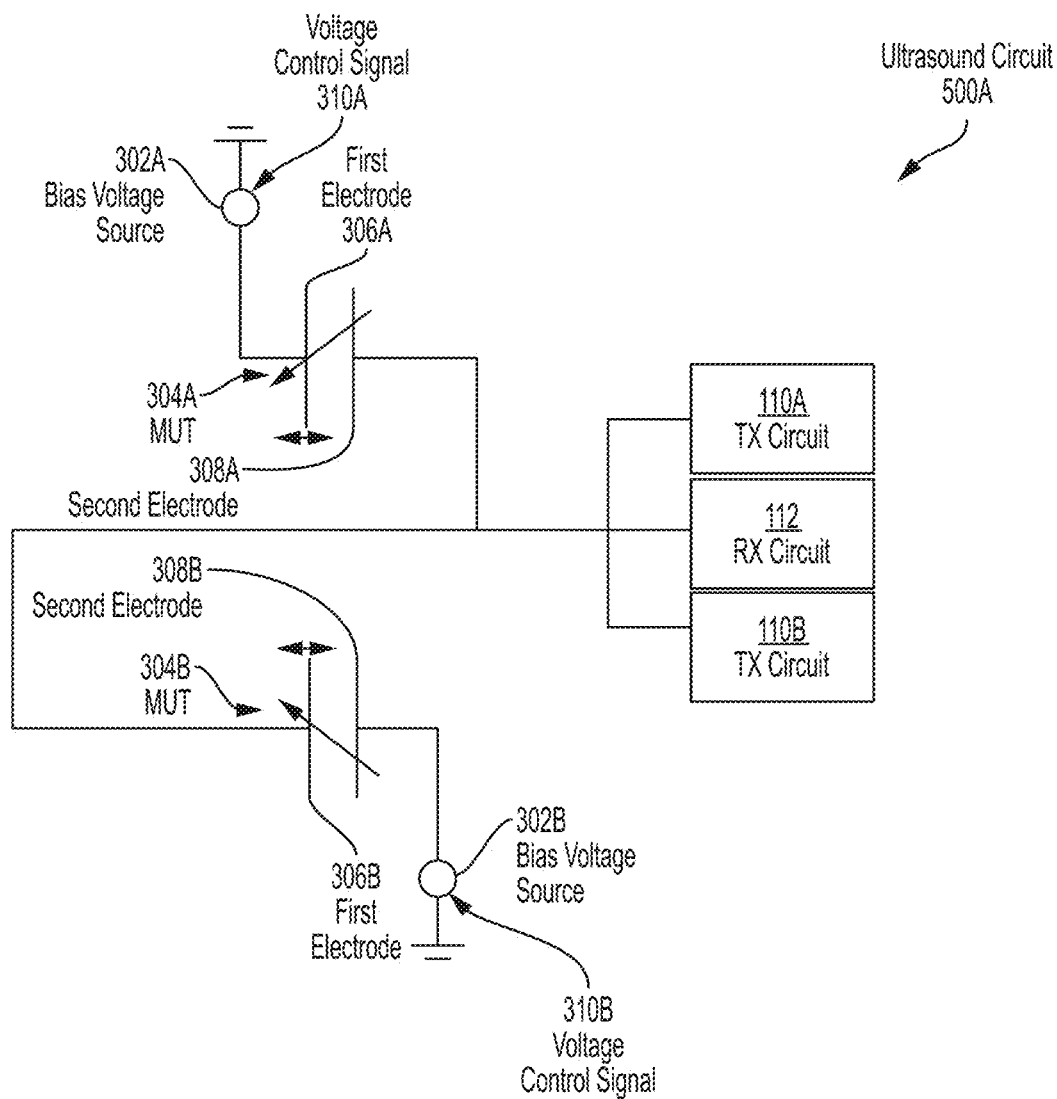 Voltage
Control Signal
310A
Ultrasound Circuit
500A
302A
Bias Voltage
Source
First
Electrode
306A
304A
MUT
308A
Second Electrode
110A
TX Circuit
112
RX Circuit
110B
TX Circuit
308B
Second Electrode
304B
MUT
306B
First
Electrode
302B
Bias Voltage
Source
310B
Voltage
Control Signal